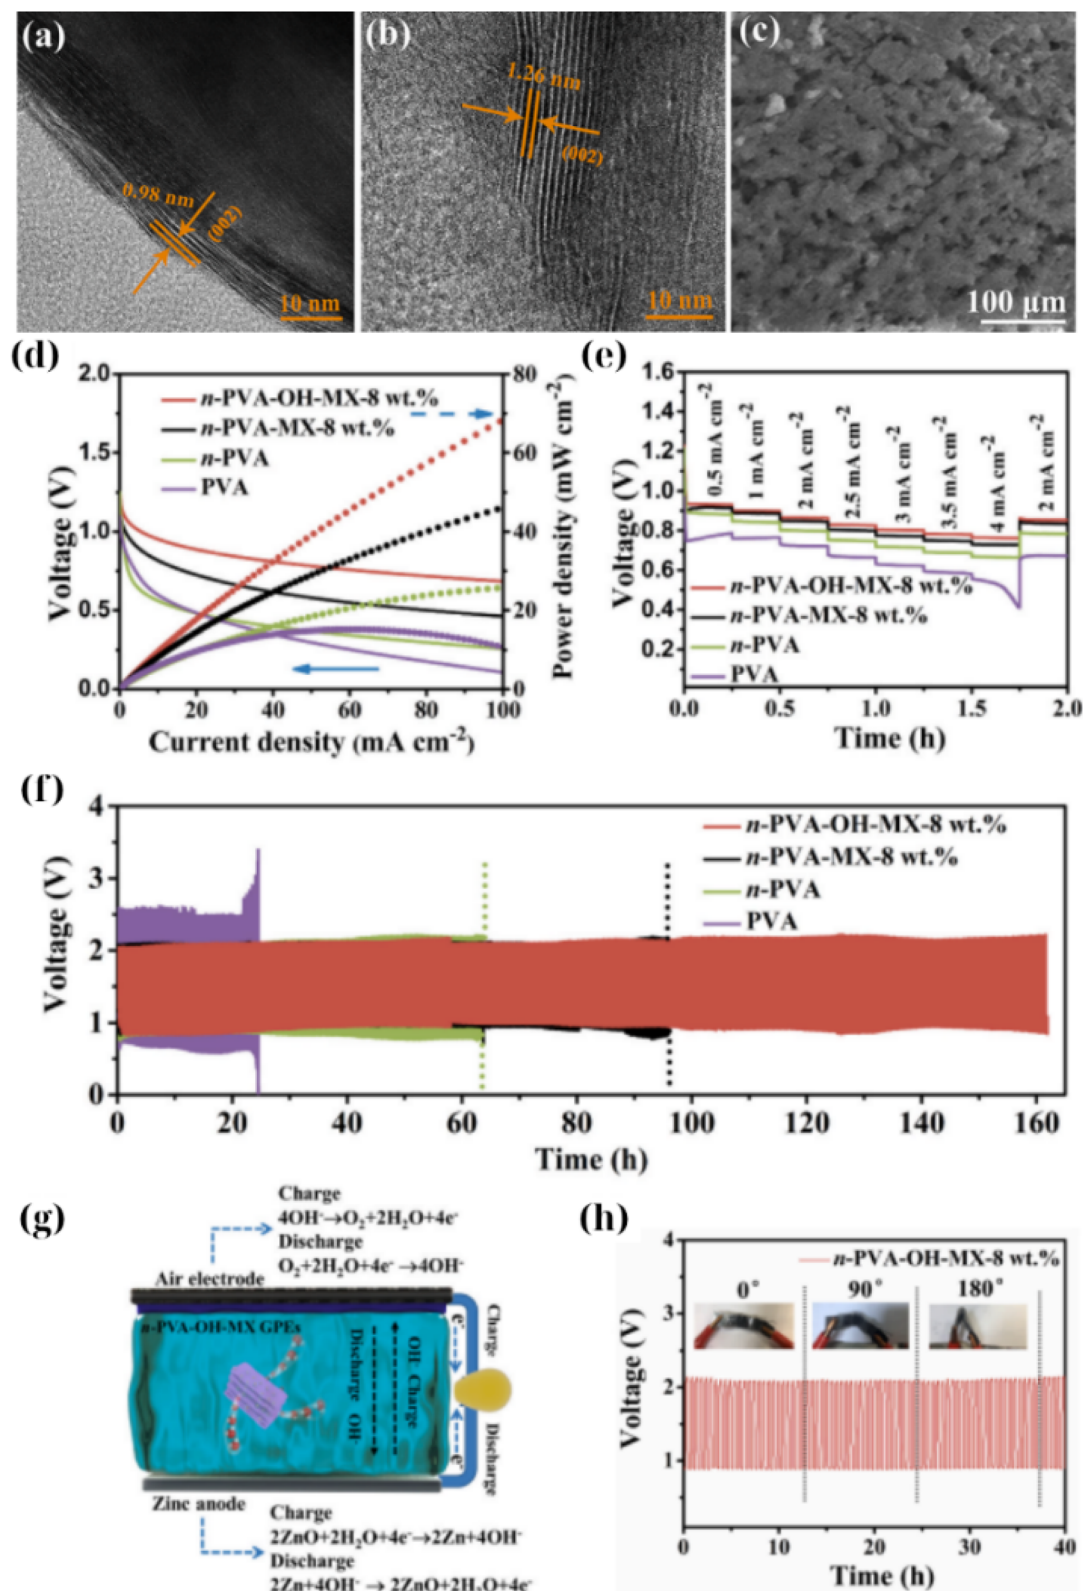 (a)
0.98 nm
(002)
10 nm
(b)
1.26 nm
(002)
10 nm
(c)
100 µm
(d)
2.0
1.5
1.0
0.5
0.0
Voltage (V)
n-PVA-OH-MX-8 wt.%
n-PVA-MX-8 wt.%
n-PVA
PVA
80
60
40
20
0
Power density (mW cm⁻²)
0 20 40 60 80 100
Current density (mA cm⁻²)
(e)
1.6
1.4
1.2
1.0
0.8
0.6
0.4
0.2
Voltage (V)
0.5 mA cm⁻²
1 mA cm⁻²
2 mA cm⁻²
2.5 mA cm⁻²
3 mA cm⁻²
3.5 mA cm⁻²
4 mA cm⁻²
2 mA cm⁻²
n-PVA-OH-MX-8 wt.%
n-PVA-MX-8 wt.%
n-PVA
PVA
0.0 0.5 1.0 1.5 2.0
Time (h)
(f)
4
3
2
1
0
Voltage (V)
n-PVA-OH-MX-8 wt.%
n-PVA-MX-8 wt.%
n-PVA
PVA
0 20 40 60 80 100 120 140 160
Time (h)
(g)
Charge
4OH⁻→O₂+2H₂O+4e⁻
Discharge
O₂+2H₂O+4e⁻→4OH⁻
Air electrode
n-PVA-OH-MX GPEs
Discharge OH⁻
OH⁻ Charge
e⁻
Charge
e⁻
Discharge
Zinc anode
Charge
2ZnO+2H₂O+4e⁻→2Zn+4OH⁻
Discharge
2Zn+4OH⁻ → 2ZnO+2H₂O+4e⁻
(h)
4
3
2
1
0
Voltage (V)
n-PVA-OH-MX-8 wt.%
0° 90° 180°
0 10 20 30 40
Time (h)